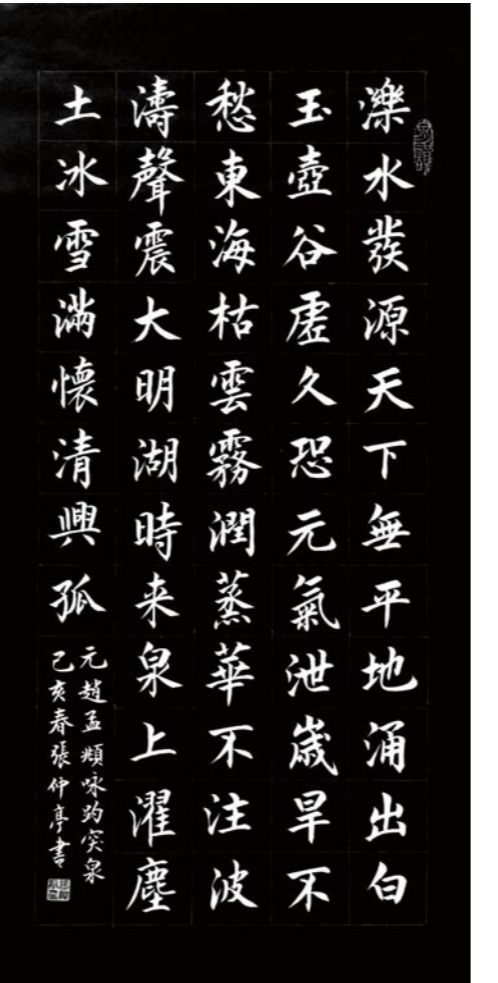 濼水發源天下無平地涌出白
玉壺谷虛久恐元氣泄歲旱不
愁東海枯雲霧潤蒸華不注波
濤聲震大明湖時来泉上濯塵
土冰雪滿懷清興孤
元趙孟頫咏趵突泉
己亥春張仲亭書